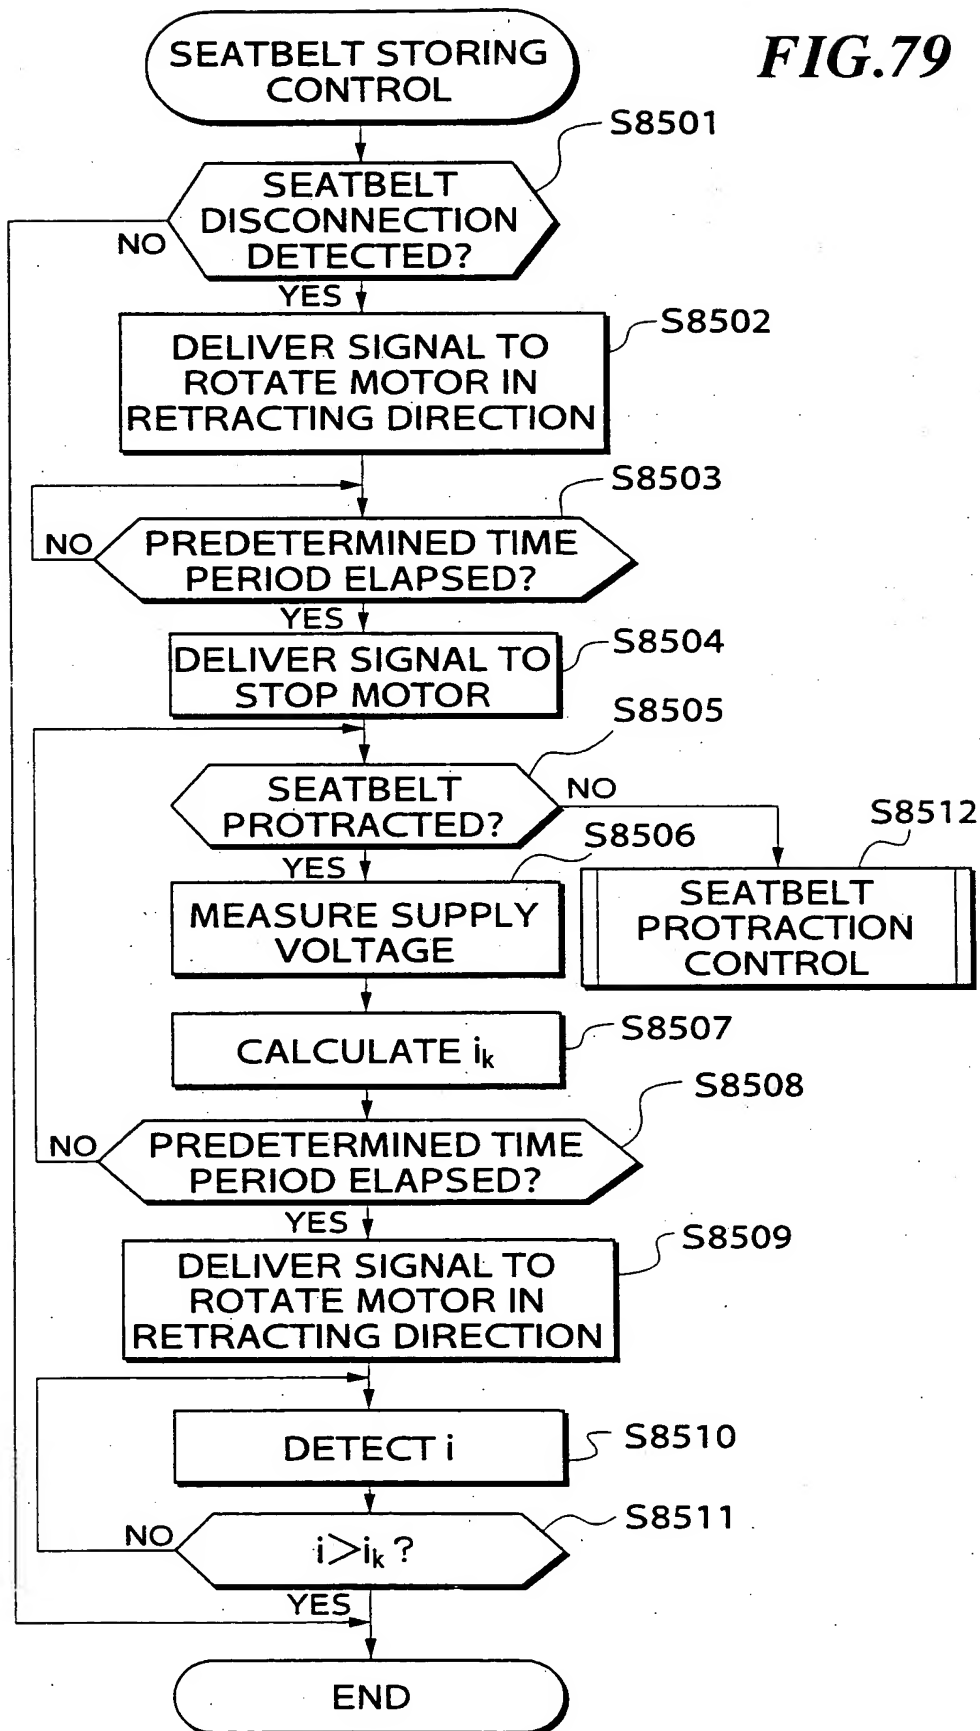 FIG.79
SEATBELT STORING
CONTROL
S8501
SEATBELT
DISCONNECTION
DETECTED?
NO
YES
S8502
DELIVER SIGNAL TO
ROTATE MOTOR IN
RETRACTING DIRECTION
S8503
NO
PREDETERMINED TIME
PERIOD ELAPSED?
YES
S8504
DELIVER SIGNAL TO
STOP MOTOR
S8505
SEATBELT
PROTRACTED?
NO
YES
S8506
MEASURE SUPPLY
VOLTAGE
S8512
SEATBELT
PROTRACTION
CONTROL
S8507
CALCULATE ik
S8508
NO
PREDETERMINED TIME
PERIOD ELAPSED?
YES
S8509
DELIVER SIGNAL TO
ROTATE MOTOR IN
RETRACTING DIRECTION
S8510
DETECT i
S8511
NO
i>ik ?
YES
END